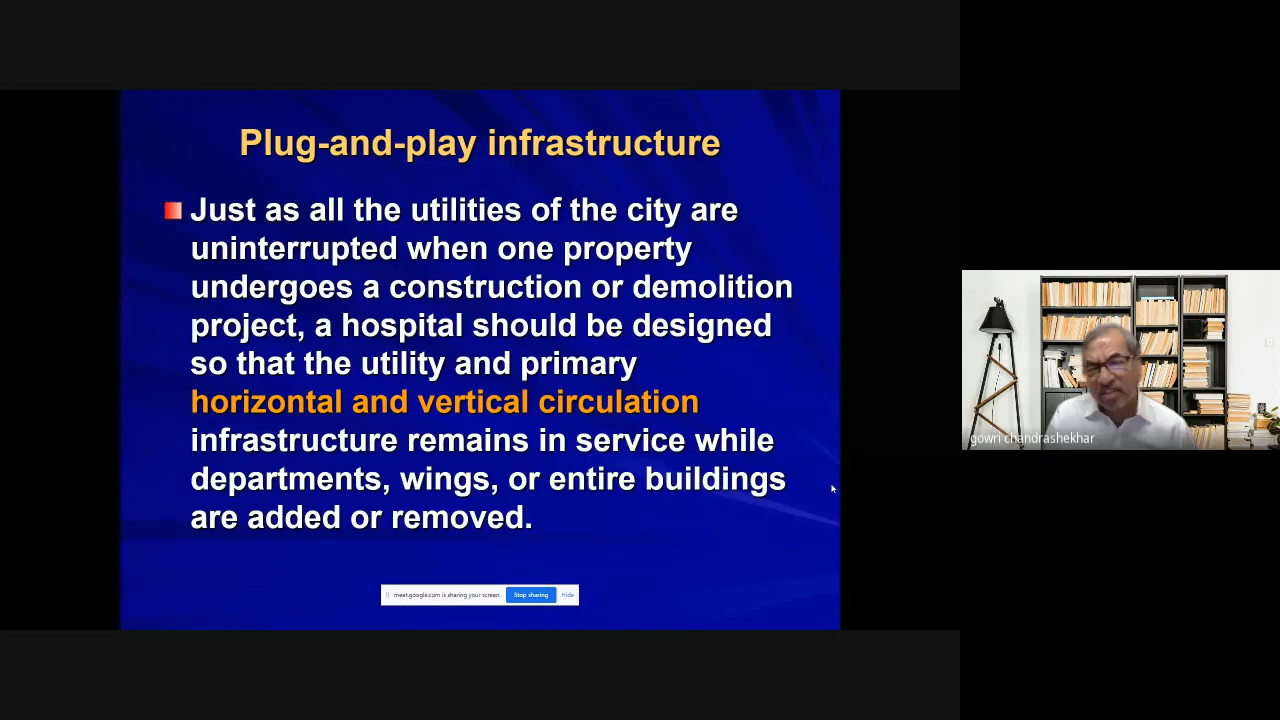 Plug-and-play infrastructure
Just as all the utilities of the city are
uninterrupted when one property
undergoes a construction or demolition
project, a hospital should be designed
so that the utility and primary
horizontal and vertical circulation
infrastructure remains in service while
departments, wings, or entire buildings
are added or removed.
meet.google.com is sharing your screen. Stop sharing Hide
gowri chandrashekhar